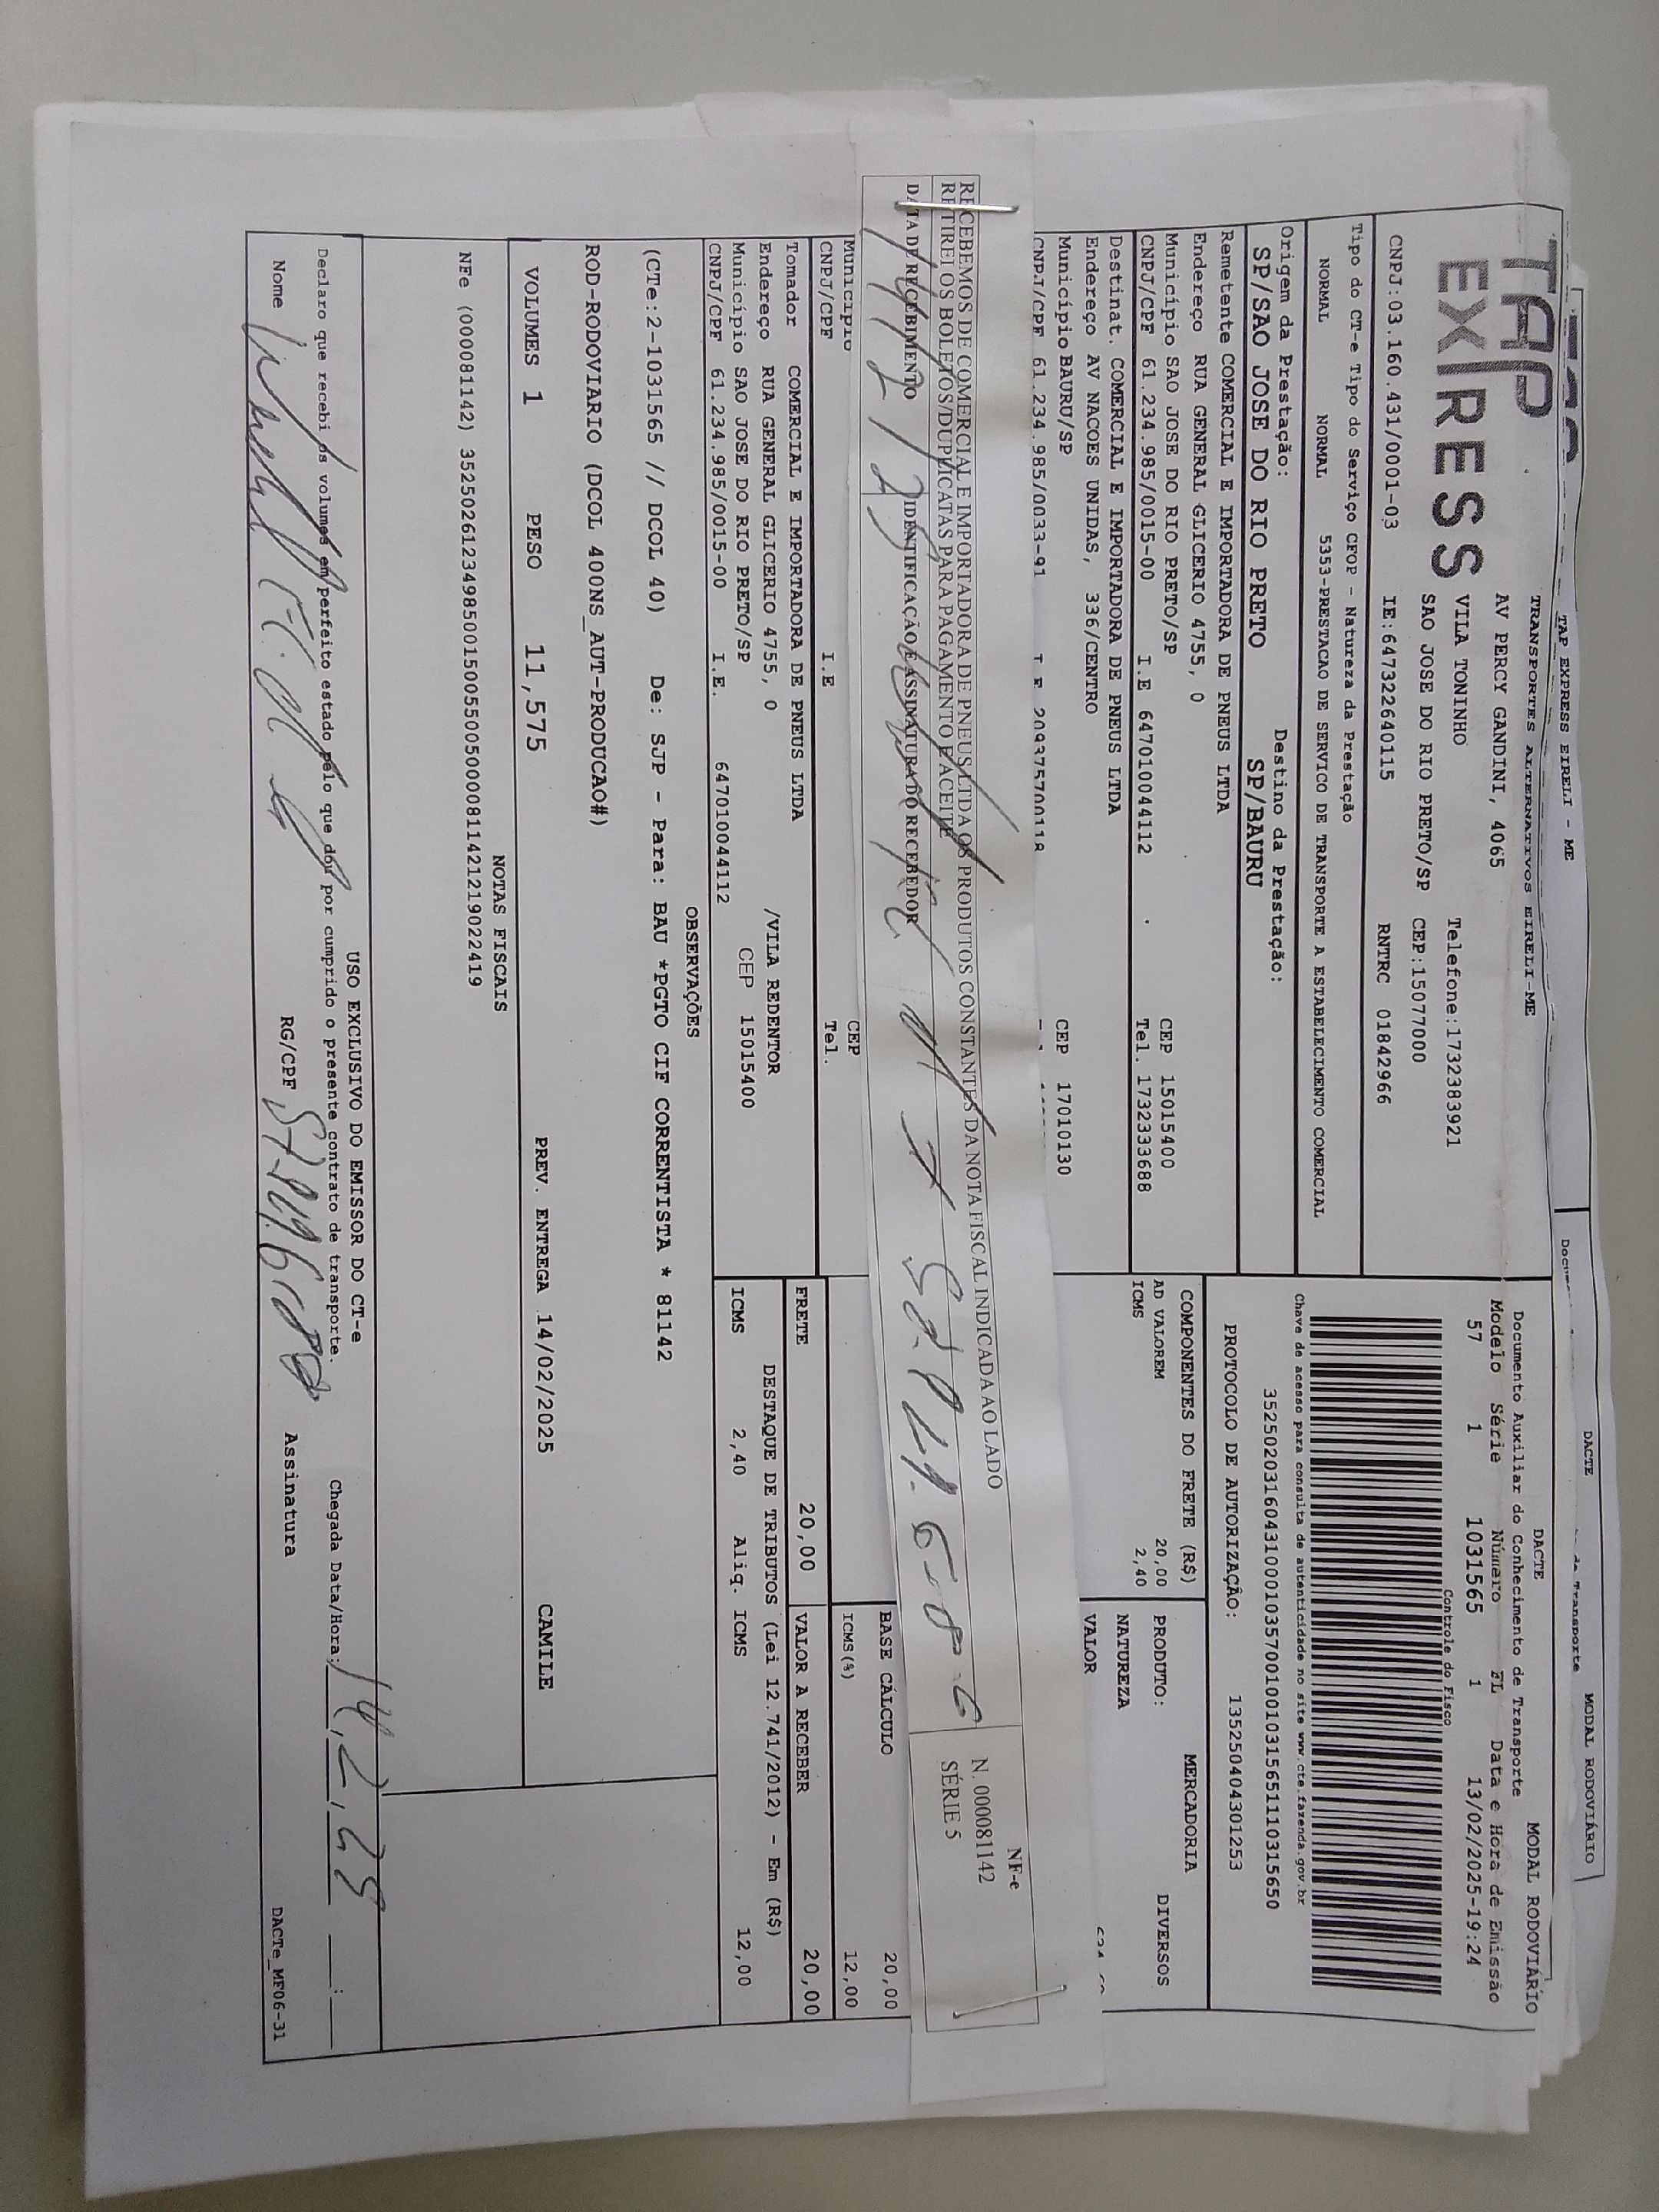 TAP EXPRESS EIRELI - ME
DACTE
MODAL RODOVIÁRIO
de Transporte
TAP
EXPRESS
TRANSPORTES ALTERNATIVOS EIRELI-ME
AV PERCY GANDINI, 4065
VILA TONINHO
Telefone:1732383921
SAO JOSE DO RIO PRETO/SP CEP:15077000
CNPJ:03.160.431/0001-03 IE:647322640115 RNTRC 01842966
DACTE
MODAL RODOVIÁRIO
Documento Auxiliar do Conhecimento de Transporte
Modelo Série Número FL Data e Hora de Emissão
57 1 1031565 1 13/02/2025-19:24
Controle do Fisco
Chave de acesso para consulta de autenticidade no site www.cte.fazenda.gov.br
35250203160431000103570010010315651110315650
PROTOCOLO DE AUTORIZAÇÃO: 135250404301253
Tipo do CT-e Tipo do Serviço CFOP - Natureza da Prestação
NORMAL NORMAL 5353-PRESTACAO DE SERVICO DE TRANSPORTE A ESTABELECIMENTO COMERCIAL
Origem da Prestação: Destino da Prestação:
SP/SAO JOSE DO RIO PRETO SP/BAURU
Remetente COMERCIAL E IMPORTADORA DE PNEUS LTDA
Endereço RUA GENERAL GLICERIO 4755, 0
Município SAO JOSE DO RIO PRETO/SP CEP 15015400
CNPJ/CPF 61.234.985/0015-00 I.E 647010044112 Tel. 1732333688
Destinat. COMERCIAL E IMPORTADORA DE PNEUS LTDA
Endereço AV NACOES UNIDAS, 336/CENTRO
Município BAURU/SP CEP 17010130
CNPJ/CPF 61.234.985/0033-91 I E 209375700118
COMPONENTES DO FRETE (R$)
AD VALOREM 20,00
ICMS 2,40
MERCADORIA
PRODUTO: DIVERSOS
NATUREZA
VALOR
RECEBEMOS DE COMERCIAL E IMPORTADORA DE PNEUS LTDA OS PRODUTOS CONSTANTES DA NOTA FISCAL INDICADA AO LADO
RETIREI OS BOLETOS/DUPLICATAS PARA PAGAMENTO E ACEITE
DATA DE RECEBIMENTO IDENTIFICAÇÃO E ASSINATURA DO RECEBEDOR
14/2/25
NF-e
N. 000081142
SÉRIE 5
Município CEP
CNPJ/CPF I.E Tel.
BASE CÁLCULO 20,00
ICMS(%) 12,00
Tomador COMERCIAL E IMPORTADORA DE PNEUS LTDA
Endereço RUA GENERAL GLICERIO 4755, 0 /VILA REDENTOR
Município SAO JOSE DO RIO PRETO/SP CEP 15015400
CNPJ/CPF 61.234.985/0015-00 I.E. 647010044112
FRETE 20,00 VALOR A RECEBER 20,00
DESTAQUE DE TRIBUTOS (Lei 12.741/2012) - Em (R$)
ICMS 2,40 Aliq. ICMS 12,00
OBSERVAÇÕES
(CTe:2-1031565 // DCOL 40) De: SJP - Para: BAU *PGTO CIF CORRENTISTA * 81142
ROD-RODOVIARIO (DCOL 400NS_AUT-PRODUCAO#)
VOLUMES 1 PESO 11,575 PREV. ENTREGA 14/02/2025 CAMILE
NOTAS FISCAIS
NFe (000081142) 35250261234985001500550050000811421219022419
USO EXCLUSIVO DO EMISSOR DO CT-e
Declaro que recebi os volumes em perfeito estado pelo que dou por cumprido o presente contrato de transporte.
Chegada Data/Hora: 14,2,25 :
Nome RG/CPF Assinatura
DACTe_MF06-31